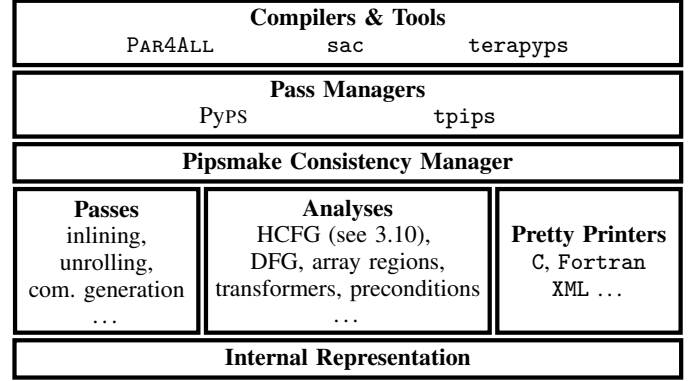 Compilers & Tools
PAR4ALL sac terapyps
Pass Managers
PyPS tpips
Pipsmake Consistency Manager
Passes
inlining,
unrolling,
com. generation
...
Analyses
HCFG (see 3.10),
DFG, array regions,
transformers, preconditions
...
Pretty Printers
C, Fortran
XML ...
Internal Representation